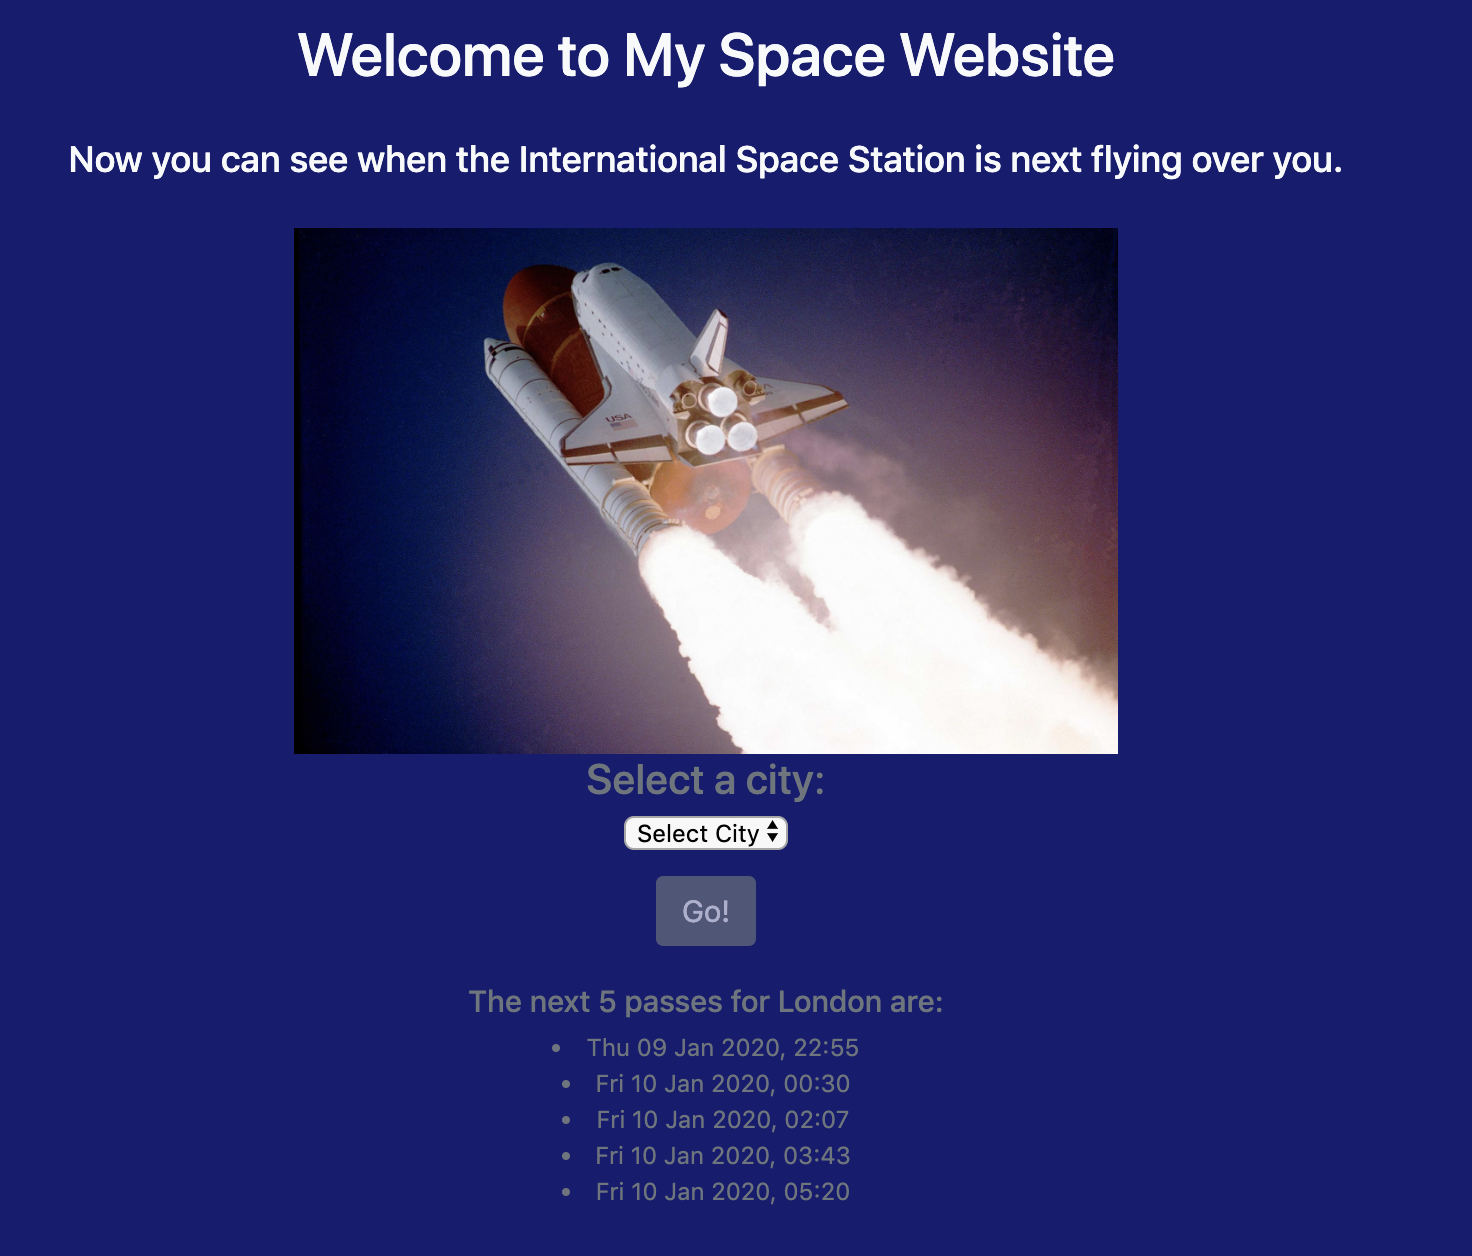 Welcome to My Space Website
Now you can see when the International Space Station is next flying over you.
USA
Select a city:
Select City
Go!
The next 5 passes for London are:
• Thu 09 Jan 2020, 22:55
• Fri 10 Jan 2020, 00:30
• Fri 10 Jan 2020, 02:07
• Fri 10 Jan 2020, 03:43
• Fri 10 Jan 2020, 05:20